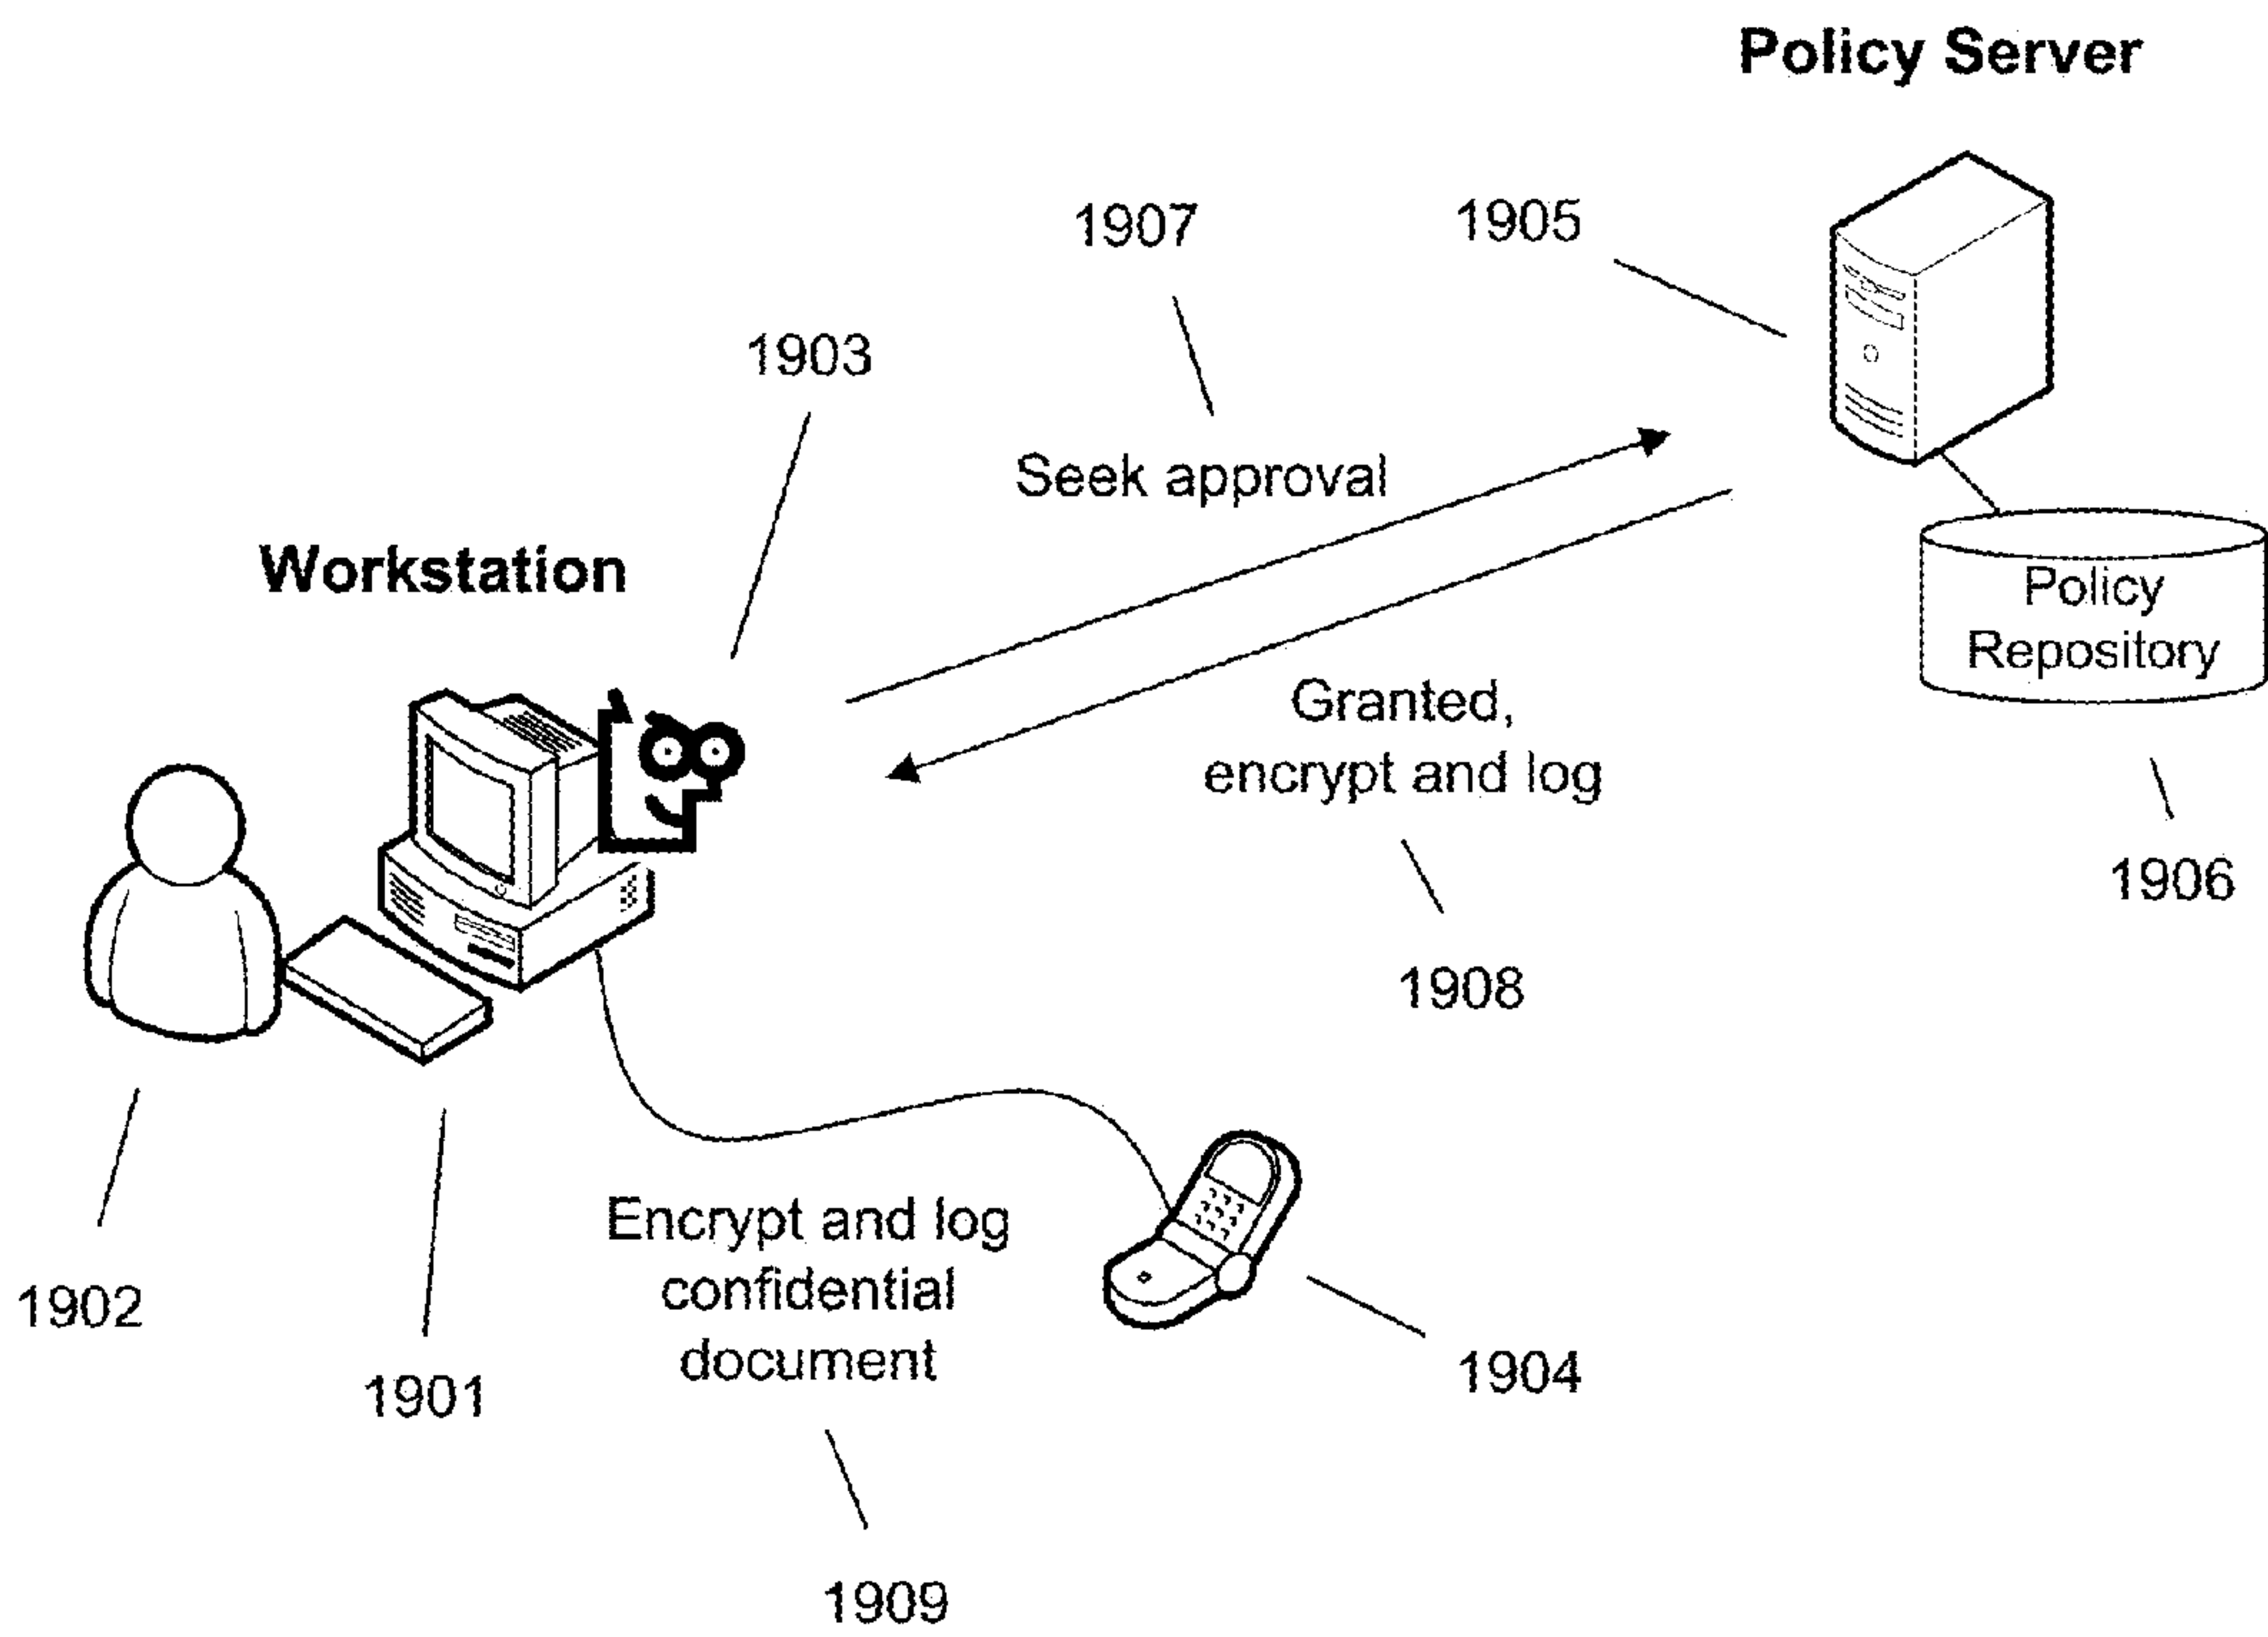 Policy Server
1907
1905
1903
Seek approval
Workstation
Policy
Repository
Granted,
encrypt and log
1906
1908
Encrypt and log
confidential
document
1902
1901
1904
1909